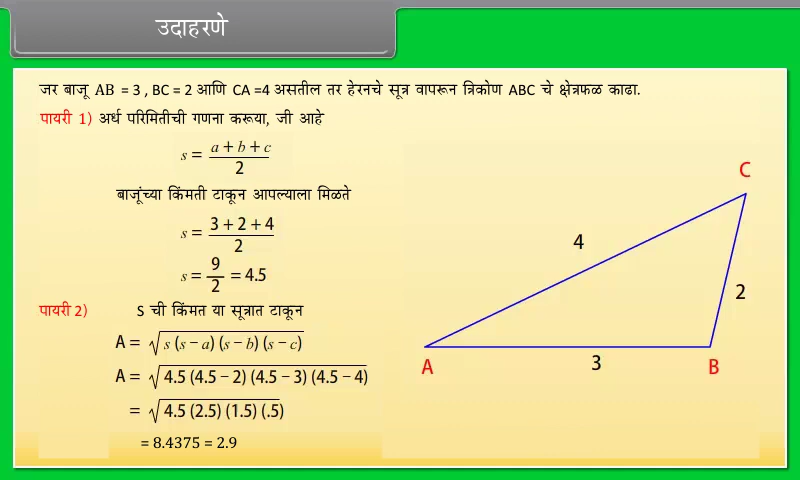 उदाहरणे
जर बाजू AB = 3 , BC = 2 आणि CA =4 असतील तर हेरनचे सूत्र वापरून त्रिकोण ABC चे क्षेत्रफळ काढा.
पायरी 1) अर्ध परिमितीची गणना करूया, जी आहे
s = (a + b + c)/2
बाजूंच्या किंमती टाकून आपल्याला मिळते
s = (3 + 2 + 4)/2
s = 9/2 = 4.5
पायरी 2) S ची किंमत या सूत्रात टाकून
A = √s (s − a) (s − b) (s − c)
A = √4.5 (4.5 − 2) (4.5 − 3) (4.5 − 4)
= √4.5 (2.5) (1.5) (.5)
= 8.4375 = 2.9
C
4
2
A
3
B